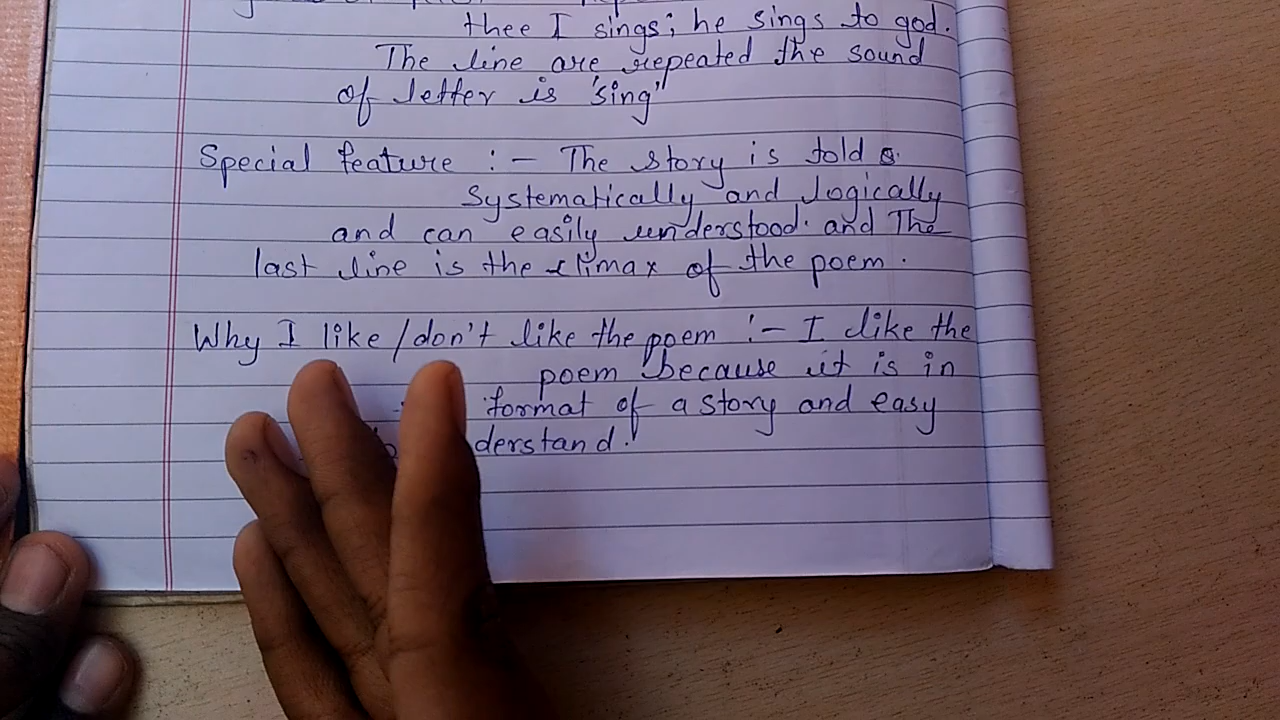 thee I sings; he sings to god.
The line are repeated the sound
of letter is 'sing"
Special feature :- The story is told
systematically and logically
and can easily understood. and The
last line is the climax of the poem.
Why I like/don't like the poem :- I like the
poem because it is in
format of a story and easy
derstand.